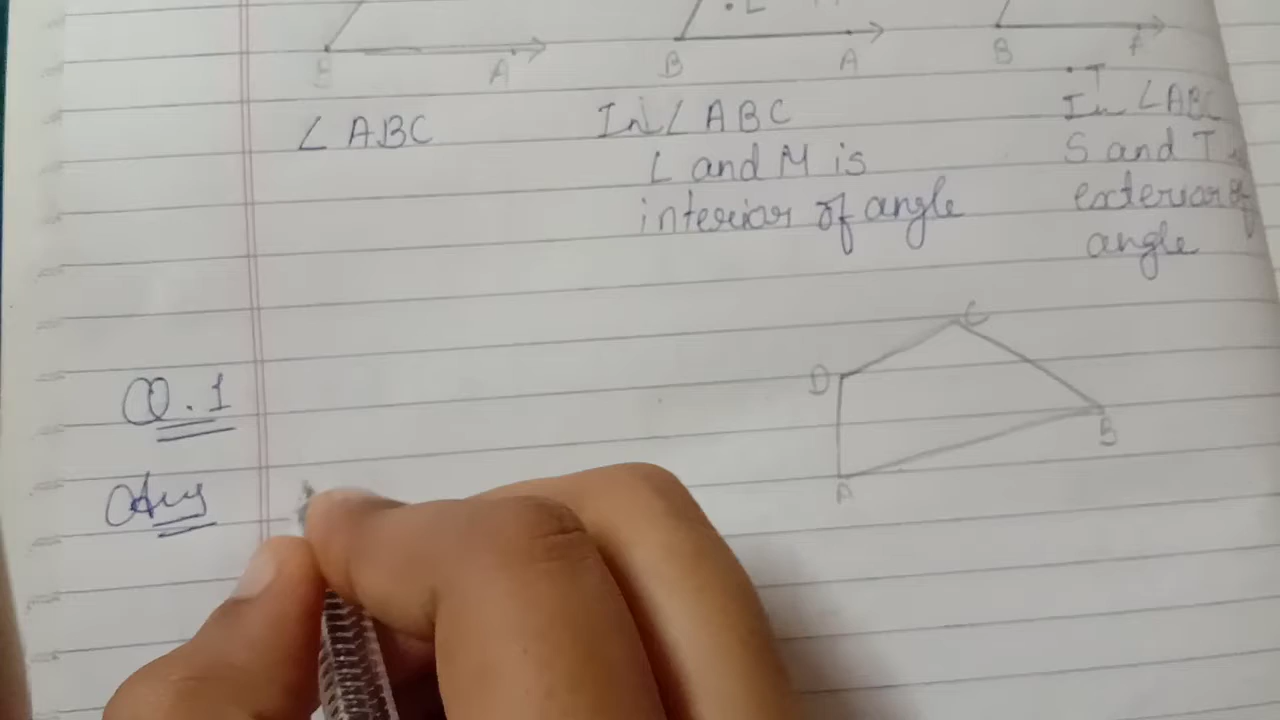 . L
B A
B A
B A
. T
∠ ABC
In ∠ ABC
L and M is
interior of angle
In ∠ABC
S and T
exterior of
angle
C
D
B
A
Q. 1
Ans